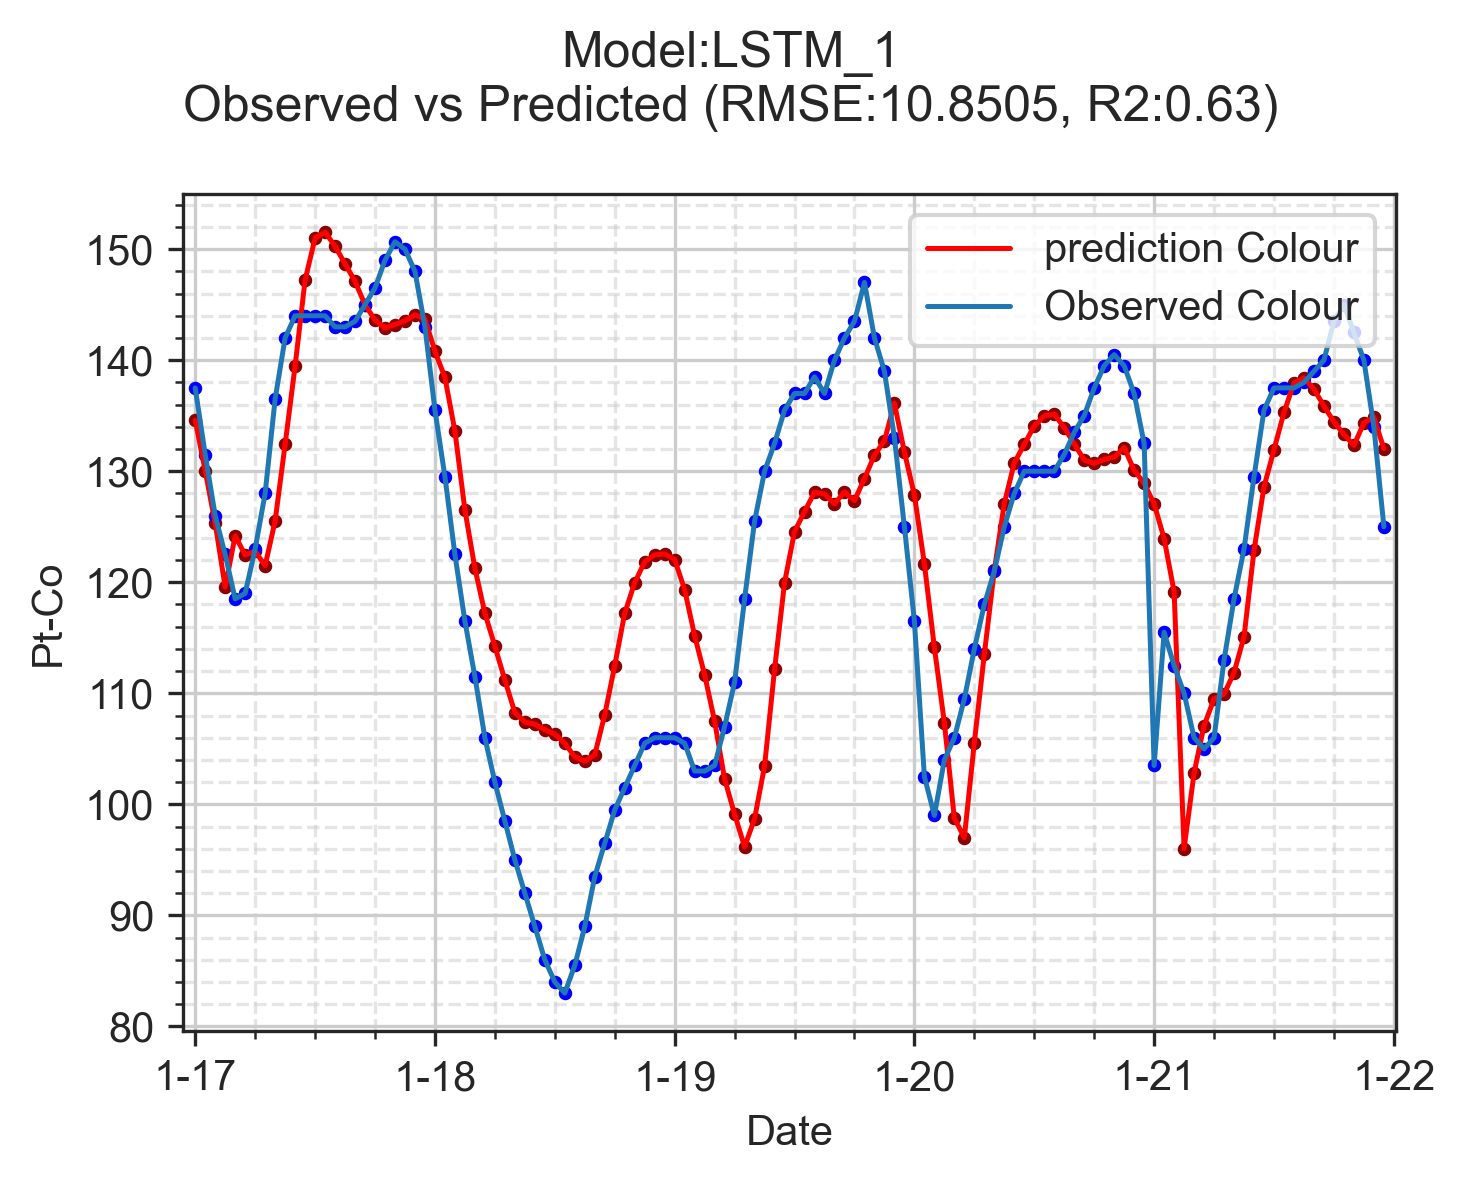 Model:LSTM_1
Observed vs Predicted (RMSE:10.8505, R2:0.63)
prediction Colour
Observed Colour
150
140
130
120
110
100
90
80
Pt-Co
1-17 1-18 1-19 1-20 1-21 1-22
Date